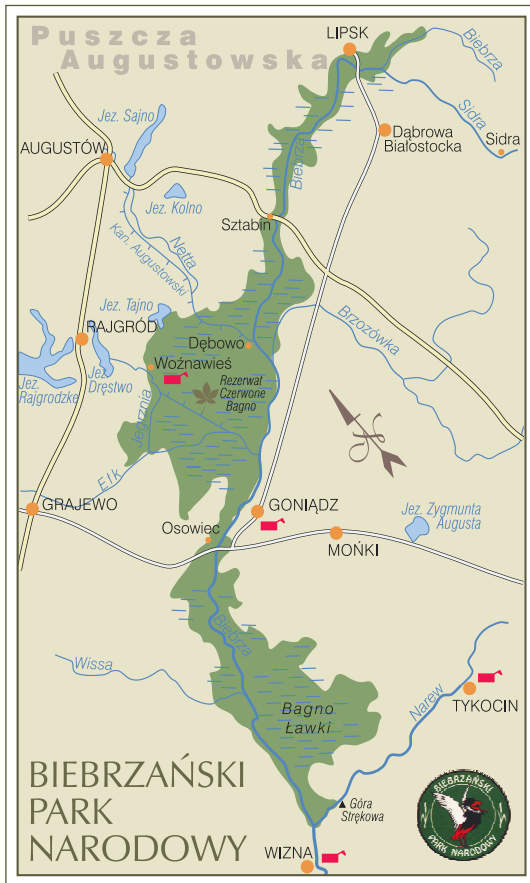 Puszcza
Augustowska
LIPSK
Biebrza
Sidra
Jez. Sajno
Dąbrowa
Białostocka
Sidra
AUGUSTÓW
Biebrza
Jez. Kolno
Sztabin
Netta
Kan. Augustowski
Jez. Tajno
RAJGRÓD
Brzozówka
Dębowo
Woźnawieś
Jez.
Rajgrodzke
Jez.
Dręstwo
Rezerwat
Czerwone
Bagno
Jegrznia
Ełk
GRAJEWO
GONIĄDZ
Jez. Zygmunta
Augusta
Osowiec
MOŃKI
Biebrza
Wissa
Narew
TYKOCIN
Bagno
Ławki
BIEBRZAŃSKI
PARK
NARODOWY
Góra
Strękowa
BIEBRZAŃSKI
PARK NARODOWY
WIZNA